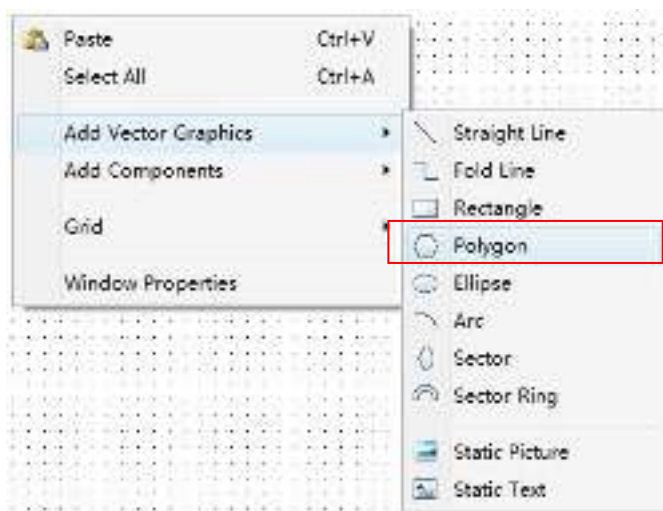 Paste Ctrl+V
Select All Ctrl+A
Add Vector Graphics
Add Components
Grid
Window Properties
Straight Line
Fold Line
Rectangle
Polygon
Ellipse
Arc
Sector
Sector Ring
Static Picture
Static Text